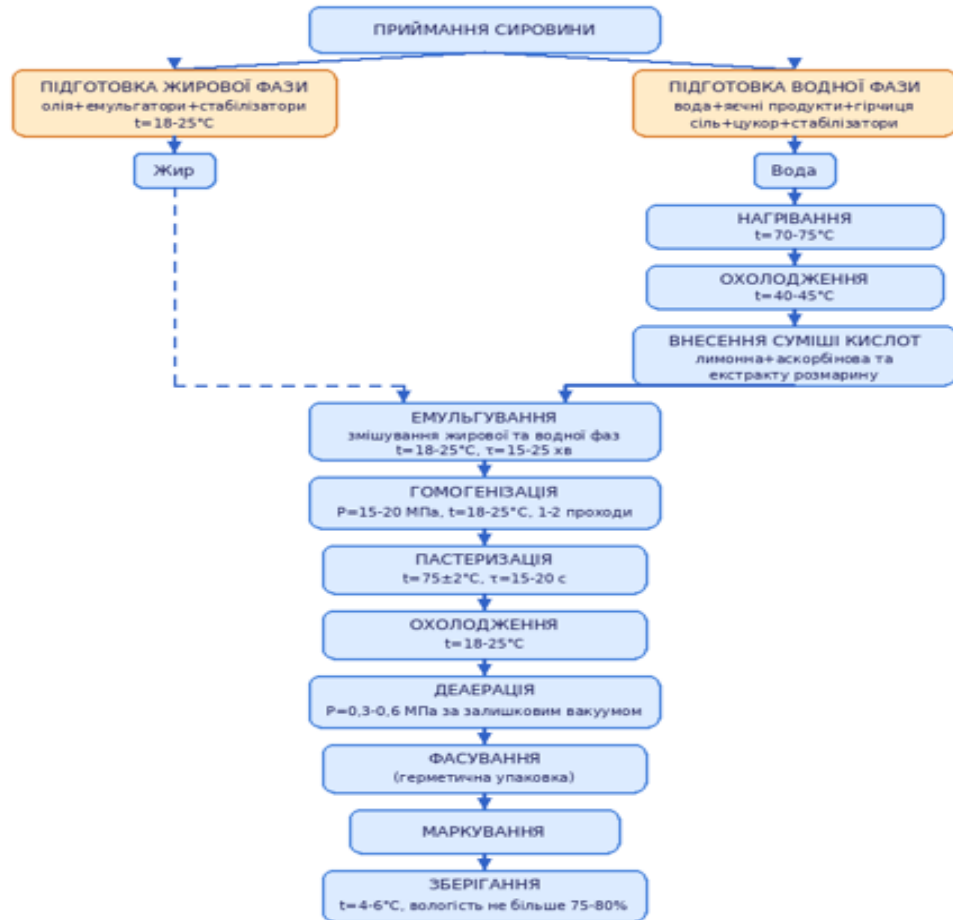 ПРИЙМАННЯ СИРОВИНИ
ПІДГОТОВКА ЖИРОВОЇ ФАЗИ
олія+емульгатори+стабілізатори
t=18-25°C
ПІДГОТОВКА ВОДНОЇ ФАЗИ
вода+яєчні продукти+гірчиця
сіль+цукор+стабілізатори
Жир
Вода
НАГРІВАННЯ
t=70-75°C
ОХОЛОДЖЕННЯ
t=40-45°C
ВНЕСЕННЯ СУМІШІ КИСЛОТ
лимонна+аскорбінова та
екстракту розмарину
ЕМУЛЬГУВАННЯ
змішування жирової та водної фаз
t=18-25°C, τ=15-25 хв
ГОМОГЕНІЗАЦІЯ
P=15-20 МПа, t=18-25°C, 1-2 проходи
ПАСТЕРИЗАЦІЯ
t=75±2°C, τ=15-20 с
ОХОЛОДЖЕННЯ
t=18-25°C
ДЕАЕРАЦІЯ
P=0,3-0,6 МПа за залишковим вакуумом
ФАСУВАННЯ
(герметична упаковка)
МАРКУВАННЯ
ЗБЕРІГАННЯ
t=4-6°C, вологість не більше 75-80%